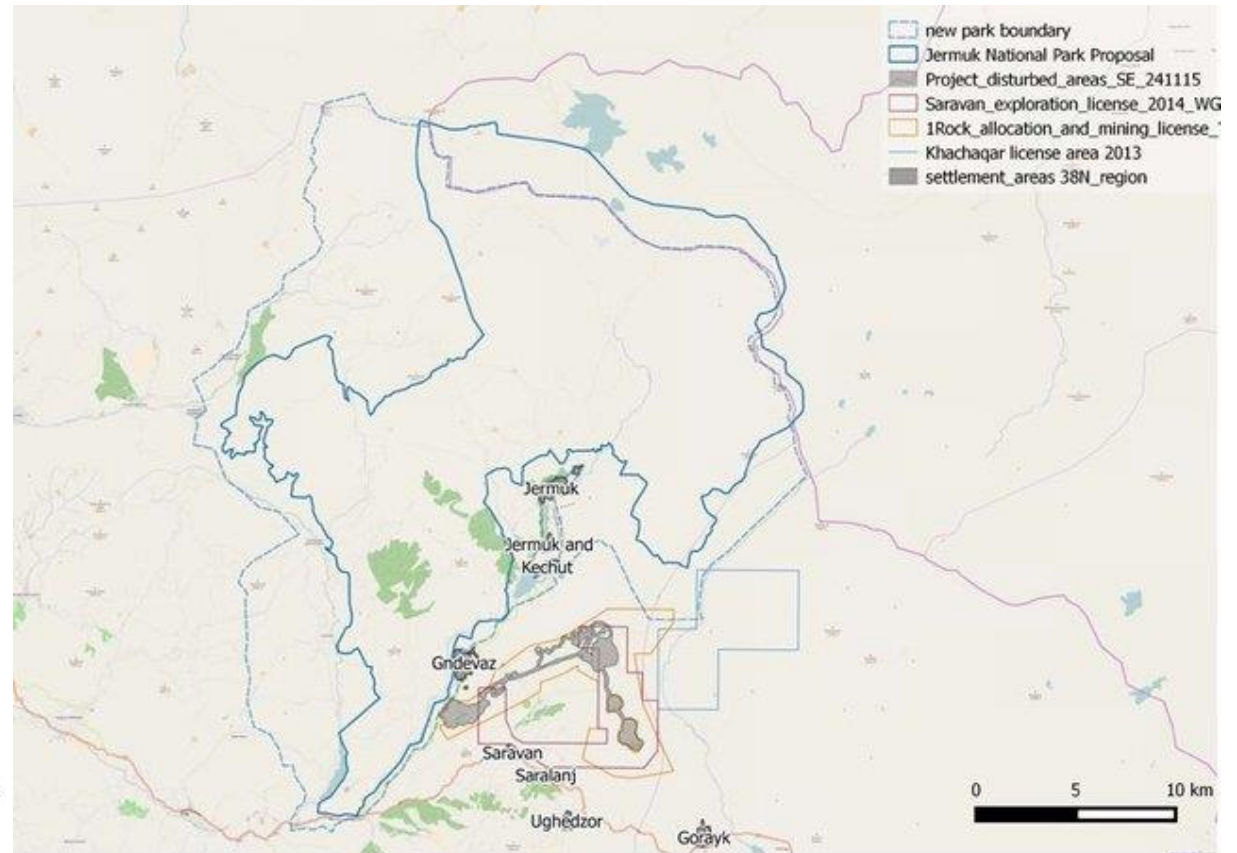 new park boundary
Jermuk National Park Proposal
Project_disturbed_areas_SE_241115
Saravan_exploration_license_2014_WG
1Rock_allocation_and_mining_license_
Khachaqar license area 2013
settlement_areas 38N_region
Jermuk
Jermuk and
Kechut
Gndevaz
Saravan
Saralanj
Ughedzor
Gorayk
0 5 10 km